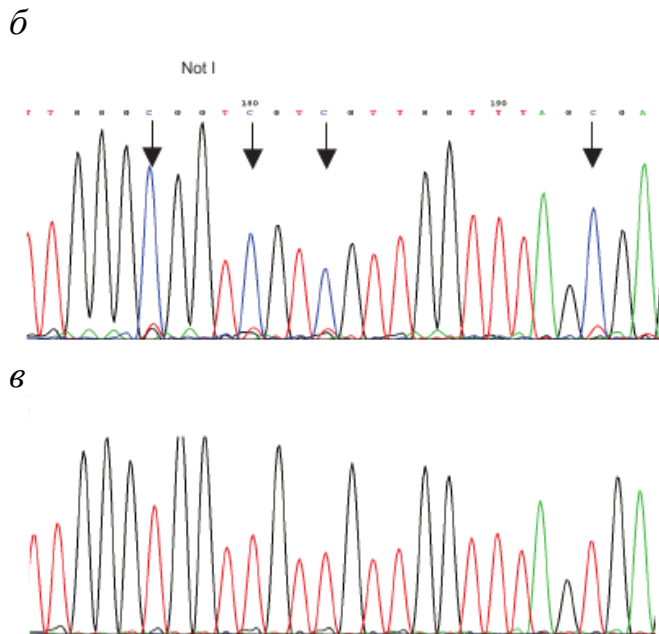 б
Not I
180 190
T T G G G C G G T C G T C G T T G G T T T A G C G A
в